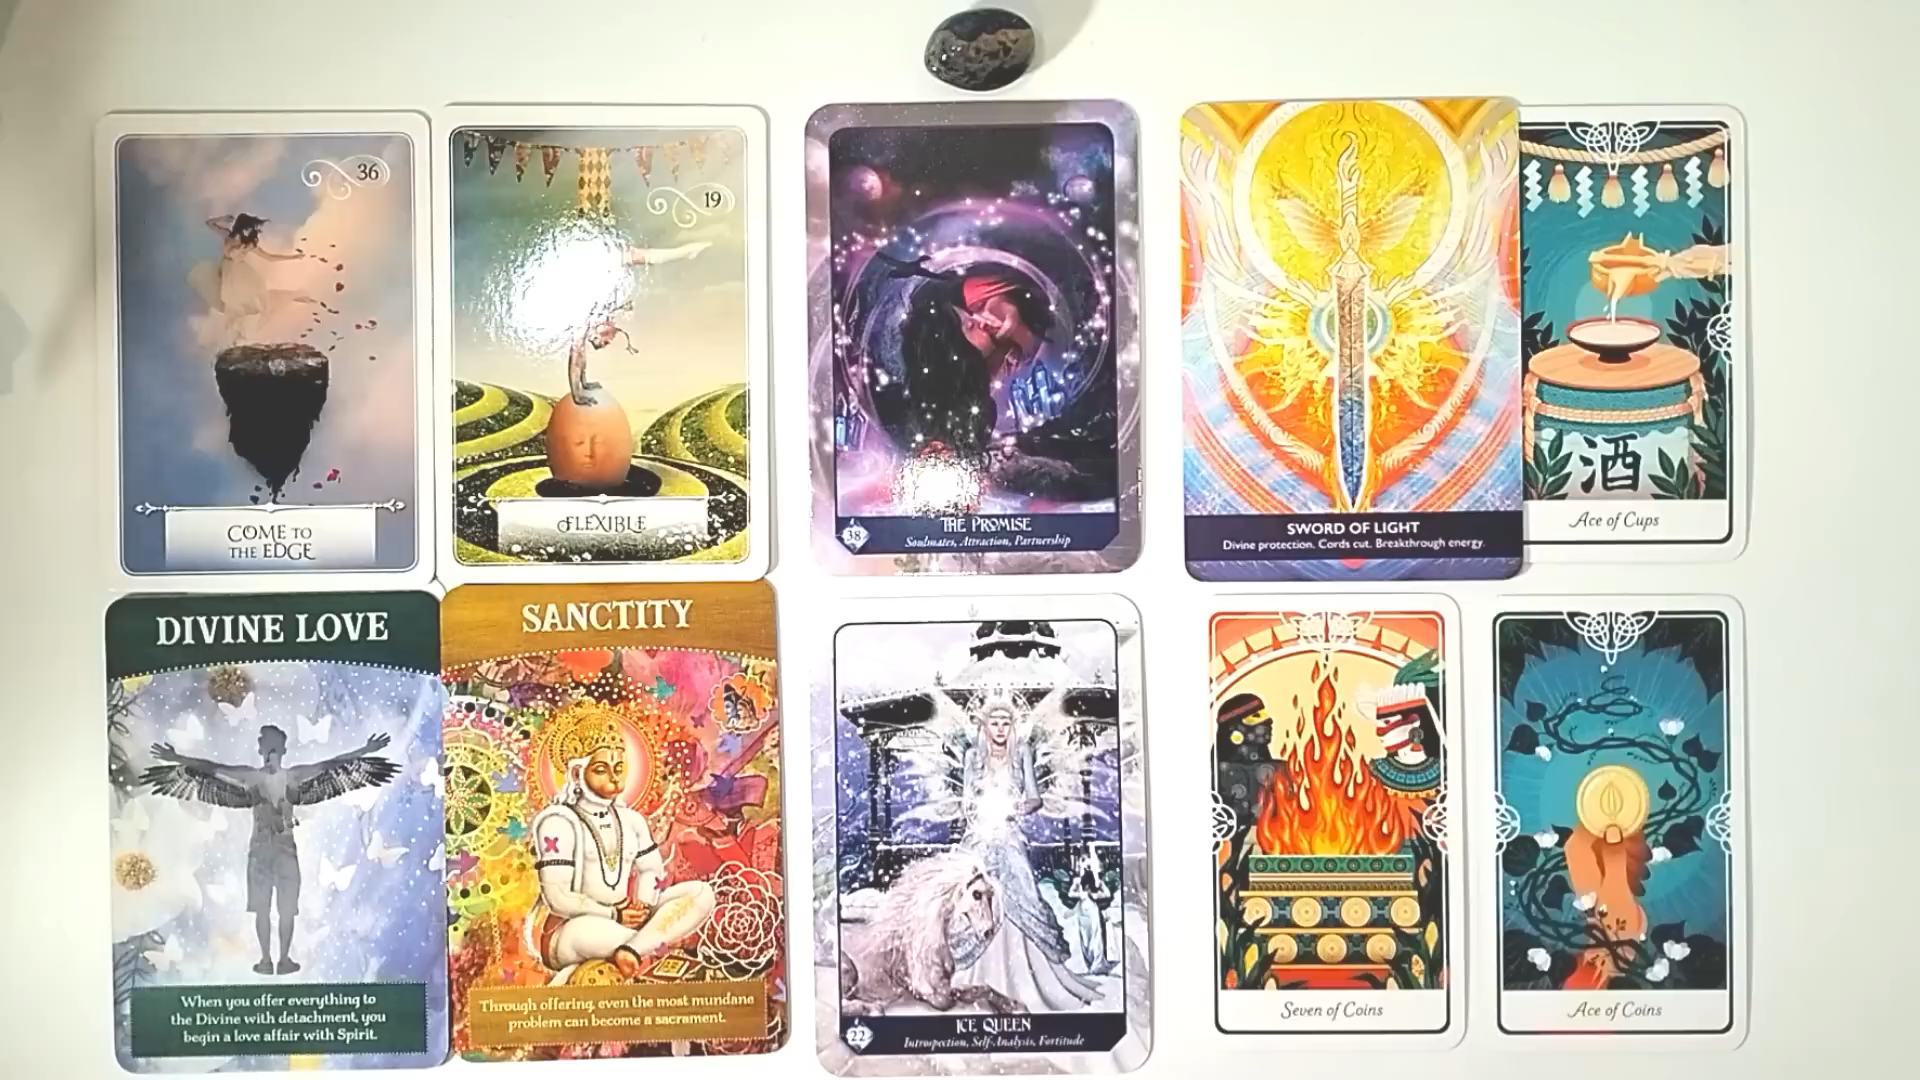 36
COME TO
THE EDGE
19
FLEXIBLE
THE PROMISE
38
Soulmates, Attraction, Partnership
SWORD OF LIGHT
Divine protection. Cords cut. Breakthrough energy.
酒
Ace of Cups
DIVINE LOVE
When you offer everything to
the Divine with detachment, you
begin a love affair with Spirit.
SANCTITY
Through offering, even the most mundane
problem can become a sacrament.
ICE QUEEN
22
Introspection, Self-Analysis, Fortitude
Seven of Coins
Ace of Coins